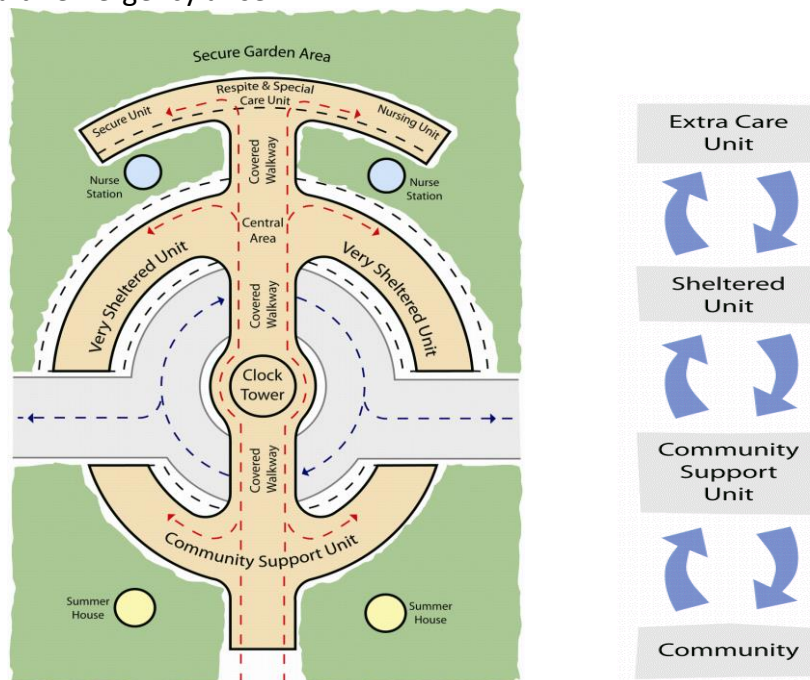 Secure Garden Area
Respite & Special
Care Unit
Secure Unit
Nursing Unit
Covered
Walkway
Nurse
Station
Nurse
Station
Central
Area
Very Sheltered Unit
Very Sheltered Unit
Covered
Walkway
Clock
Tower
Covered
Walkway
Community Support Unit
Summer
House
Summer
House
Extra Care
Unit
Sheltered
Unit
Community
Support
Unit
Community